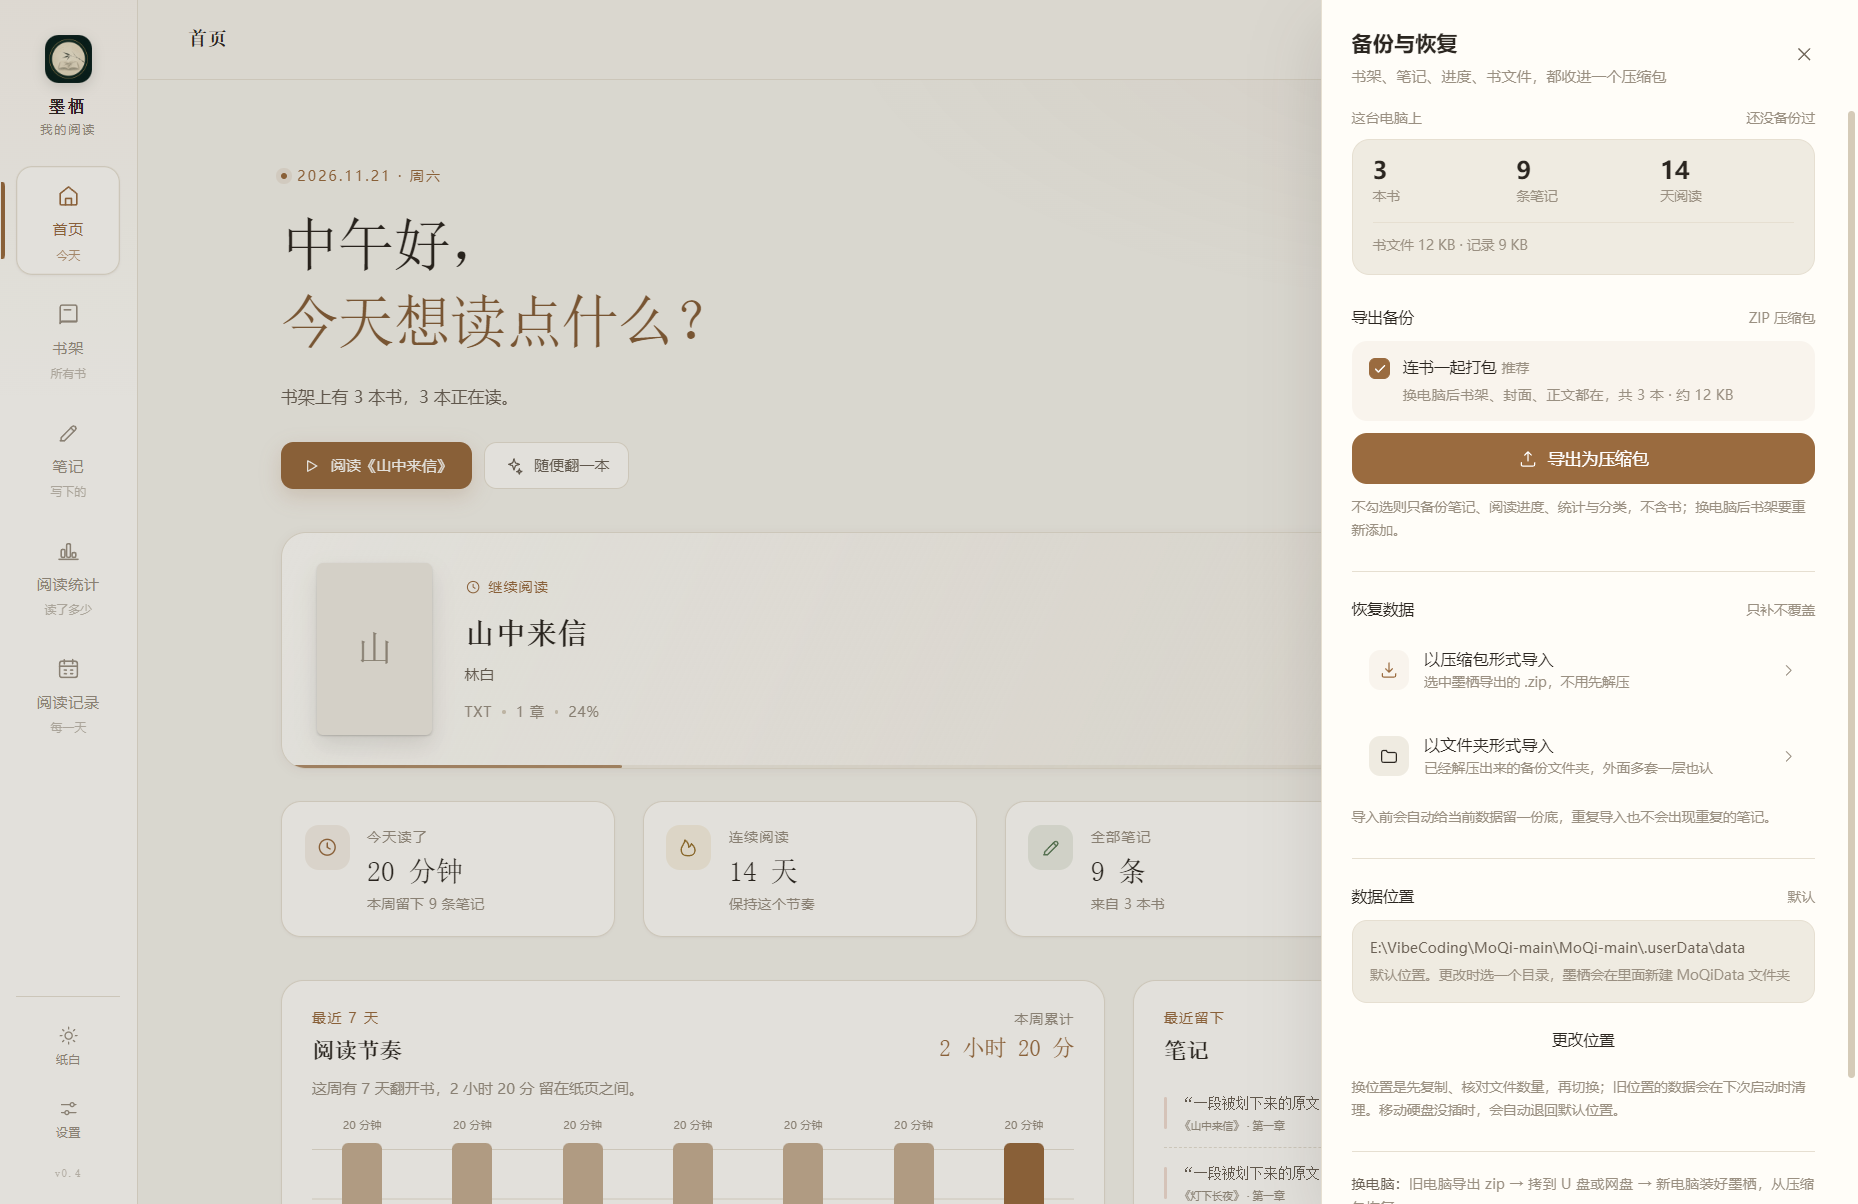 墨栖
我的阅读
首页
今天
书架
所有书
笔记
写下的
阅读统计
读了多少
阅读记录
每一天
纸白
设置
v0.4
首页
2026.11.21 · 周六
中午好，
今天想读点什么？
书架上有 3 本书，3 本正在读。
阅读《山中来信》
随便翻一本
山
继续阅读
山中来信
林白
TXT • 1 章 • 24%
今天读了
20 分钟
本周留下 9 条笔记
连续阅读
14 天
保持这个节奏
全部笔记
9 条
来自 3 本书
最近 7 天
阅读节奏
本周累计
2 小时 20 分
这周有 7 天翻开书，2 小时 20 分 留在纸页之间。
20 分钟 20 分钟 20 分钟 20 分钟 20 分钟 20 分钟 20 分钟
最近留下
笔记
“一段被划下来的原文
《山中来信》 · 第一章
“一段被划下来的原文
《灯下长夜》 · 第一章
备份与恢复
书架、笔记、进度、书文件，都收进一个压缩包
这台电脑上
还没备份过
3 9 14
本书 条笔记 天阅读
书文件 12 KB · 记录 9 KB
导出备份
ZIP 压缩包
连书一起打包 推荐
换电脑后书架、封面、正文都在，共 3 本 · 约 12 KB
导出为压缩包
不勾选则只备份笔记、阅读进度、统计与分类，不含书；换电脑后书架要重
新添加。
恢复数据
只补不覆盖
以压缩包形式导入
选中墨栖导出的 .zip，不用先解压
以文件夹形式导入
已经解压出来的备份文件夹，外面多套一层也认
导入前会自动给当前数据留一份底，重复导入也不会出现重复的笔记。
数据位置
默认
E:\VibeCoding\MoQi-main\MoQi-main\.userData\data
默认位置。更改时选一个目录，墨栖会在里面新建 MoQiData 文件夹
更改位置
换位置是先复制、核对文件数量，再切换；旧位置的数据会在下次启动时清
理。移动硬盘没插时，会自动退回默认位置。
换电脑：旧电脑导出 zip → 拷到 U 盘或网盘 → 新电脑装好墨栖，从压缩